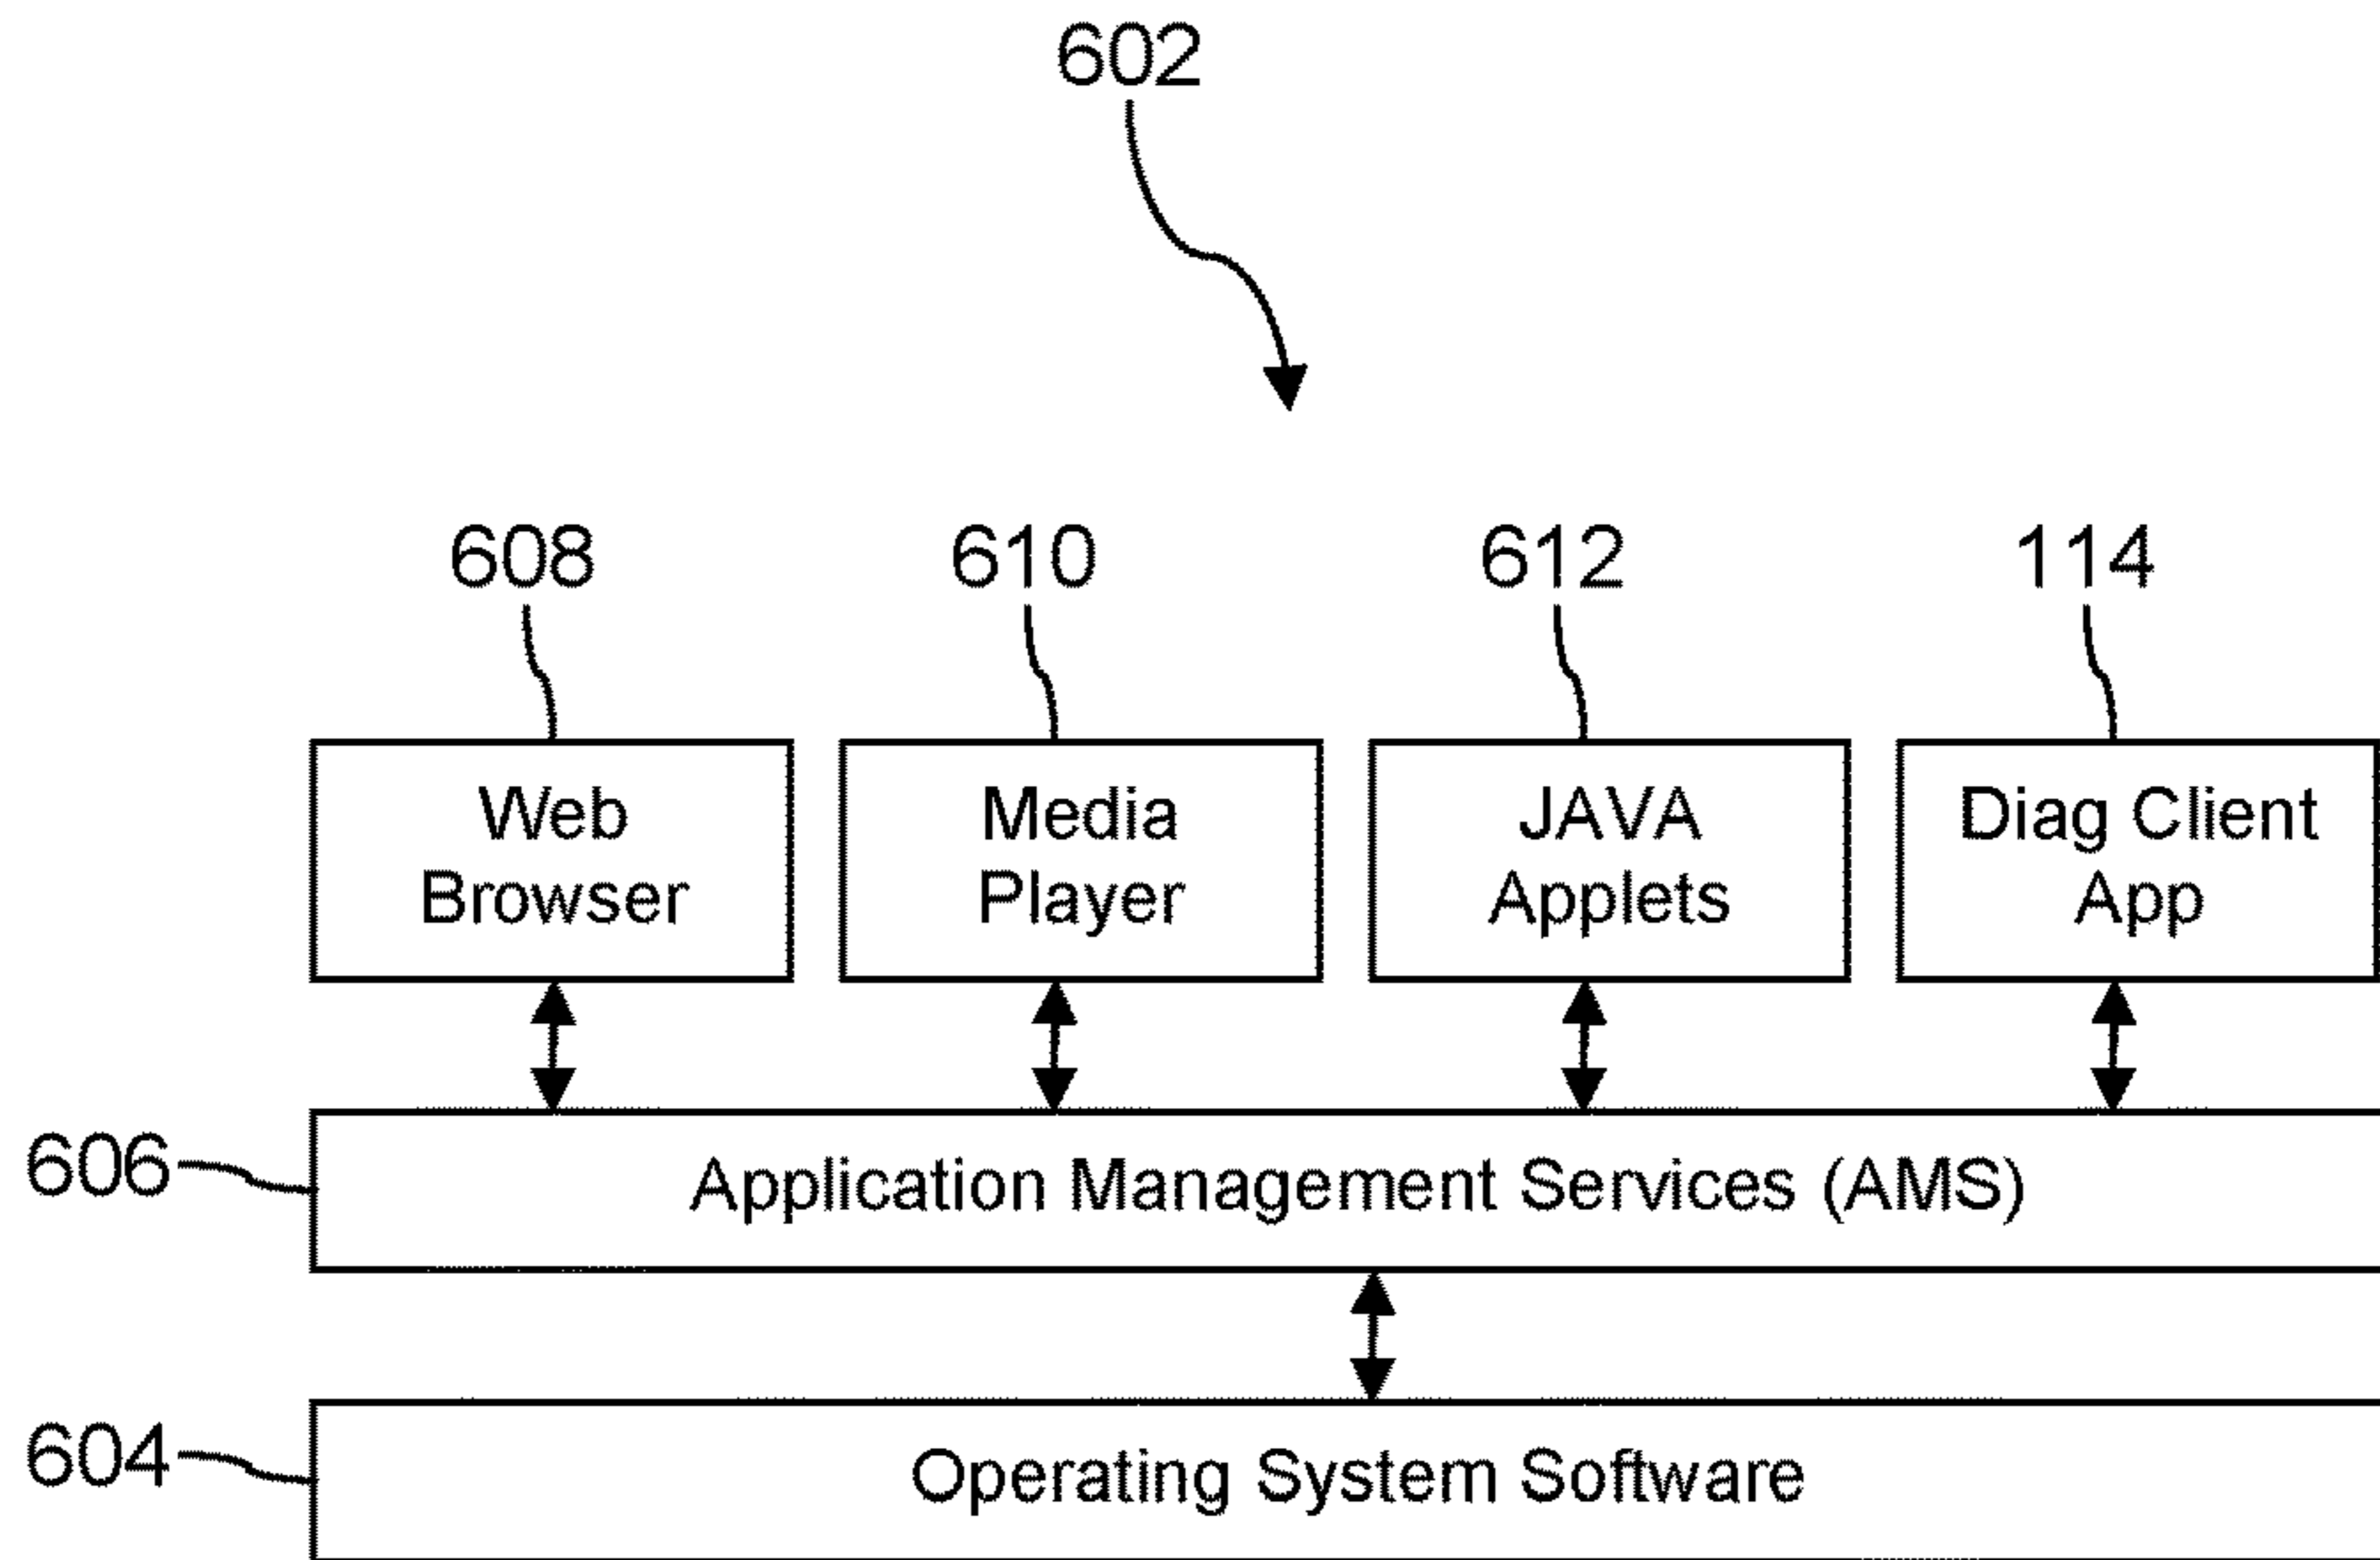 602
608
610
612
114
Web
Browser
Media
Player
JAVA
Applets
Diag Client
App
606
Application Management Services (AMS)
604
Operating System Software